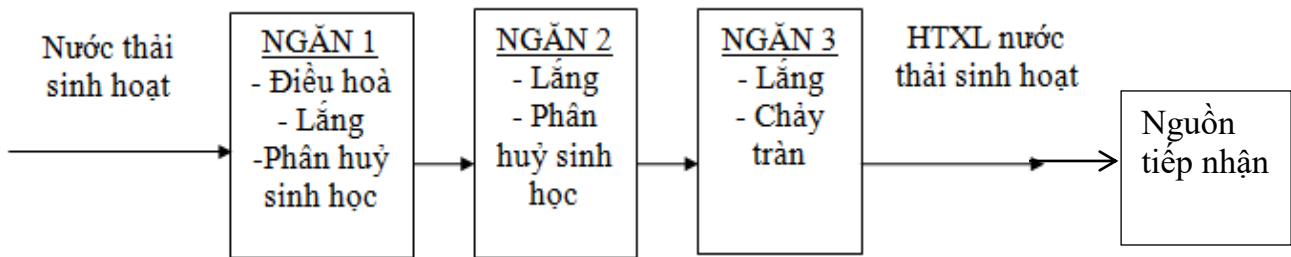 Nước thải
sinh hoạt
NGĂN 1
- Điều hoà
- Lắng
-Phân huỷ
sinh học
NGĂN 2
- Lắng
- Phân
huỷ sinh
học
NGĂN 3
- Lắng
- Chảy
tràn
HTXL nước
thải sinh hoạt
Nguồn
tiếp nhận